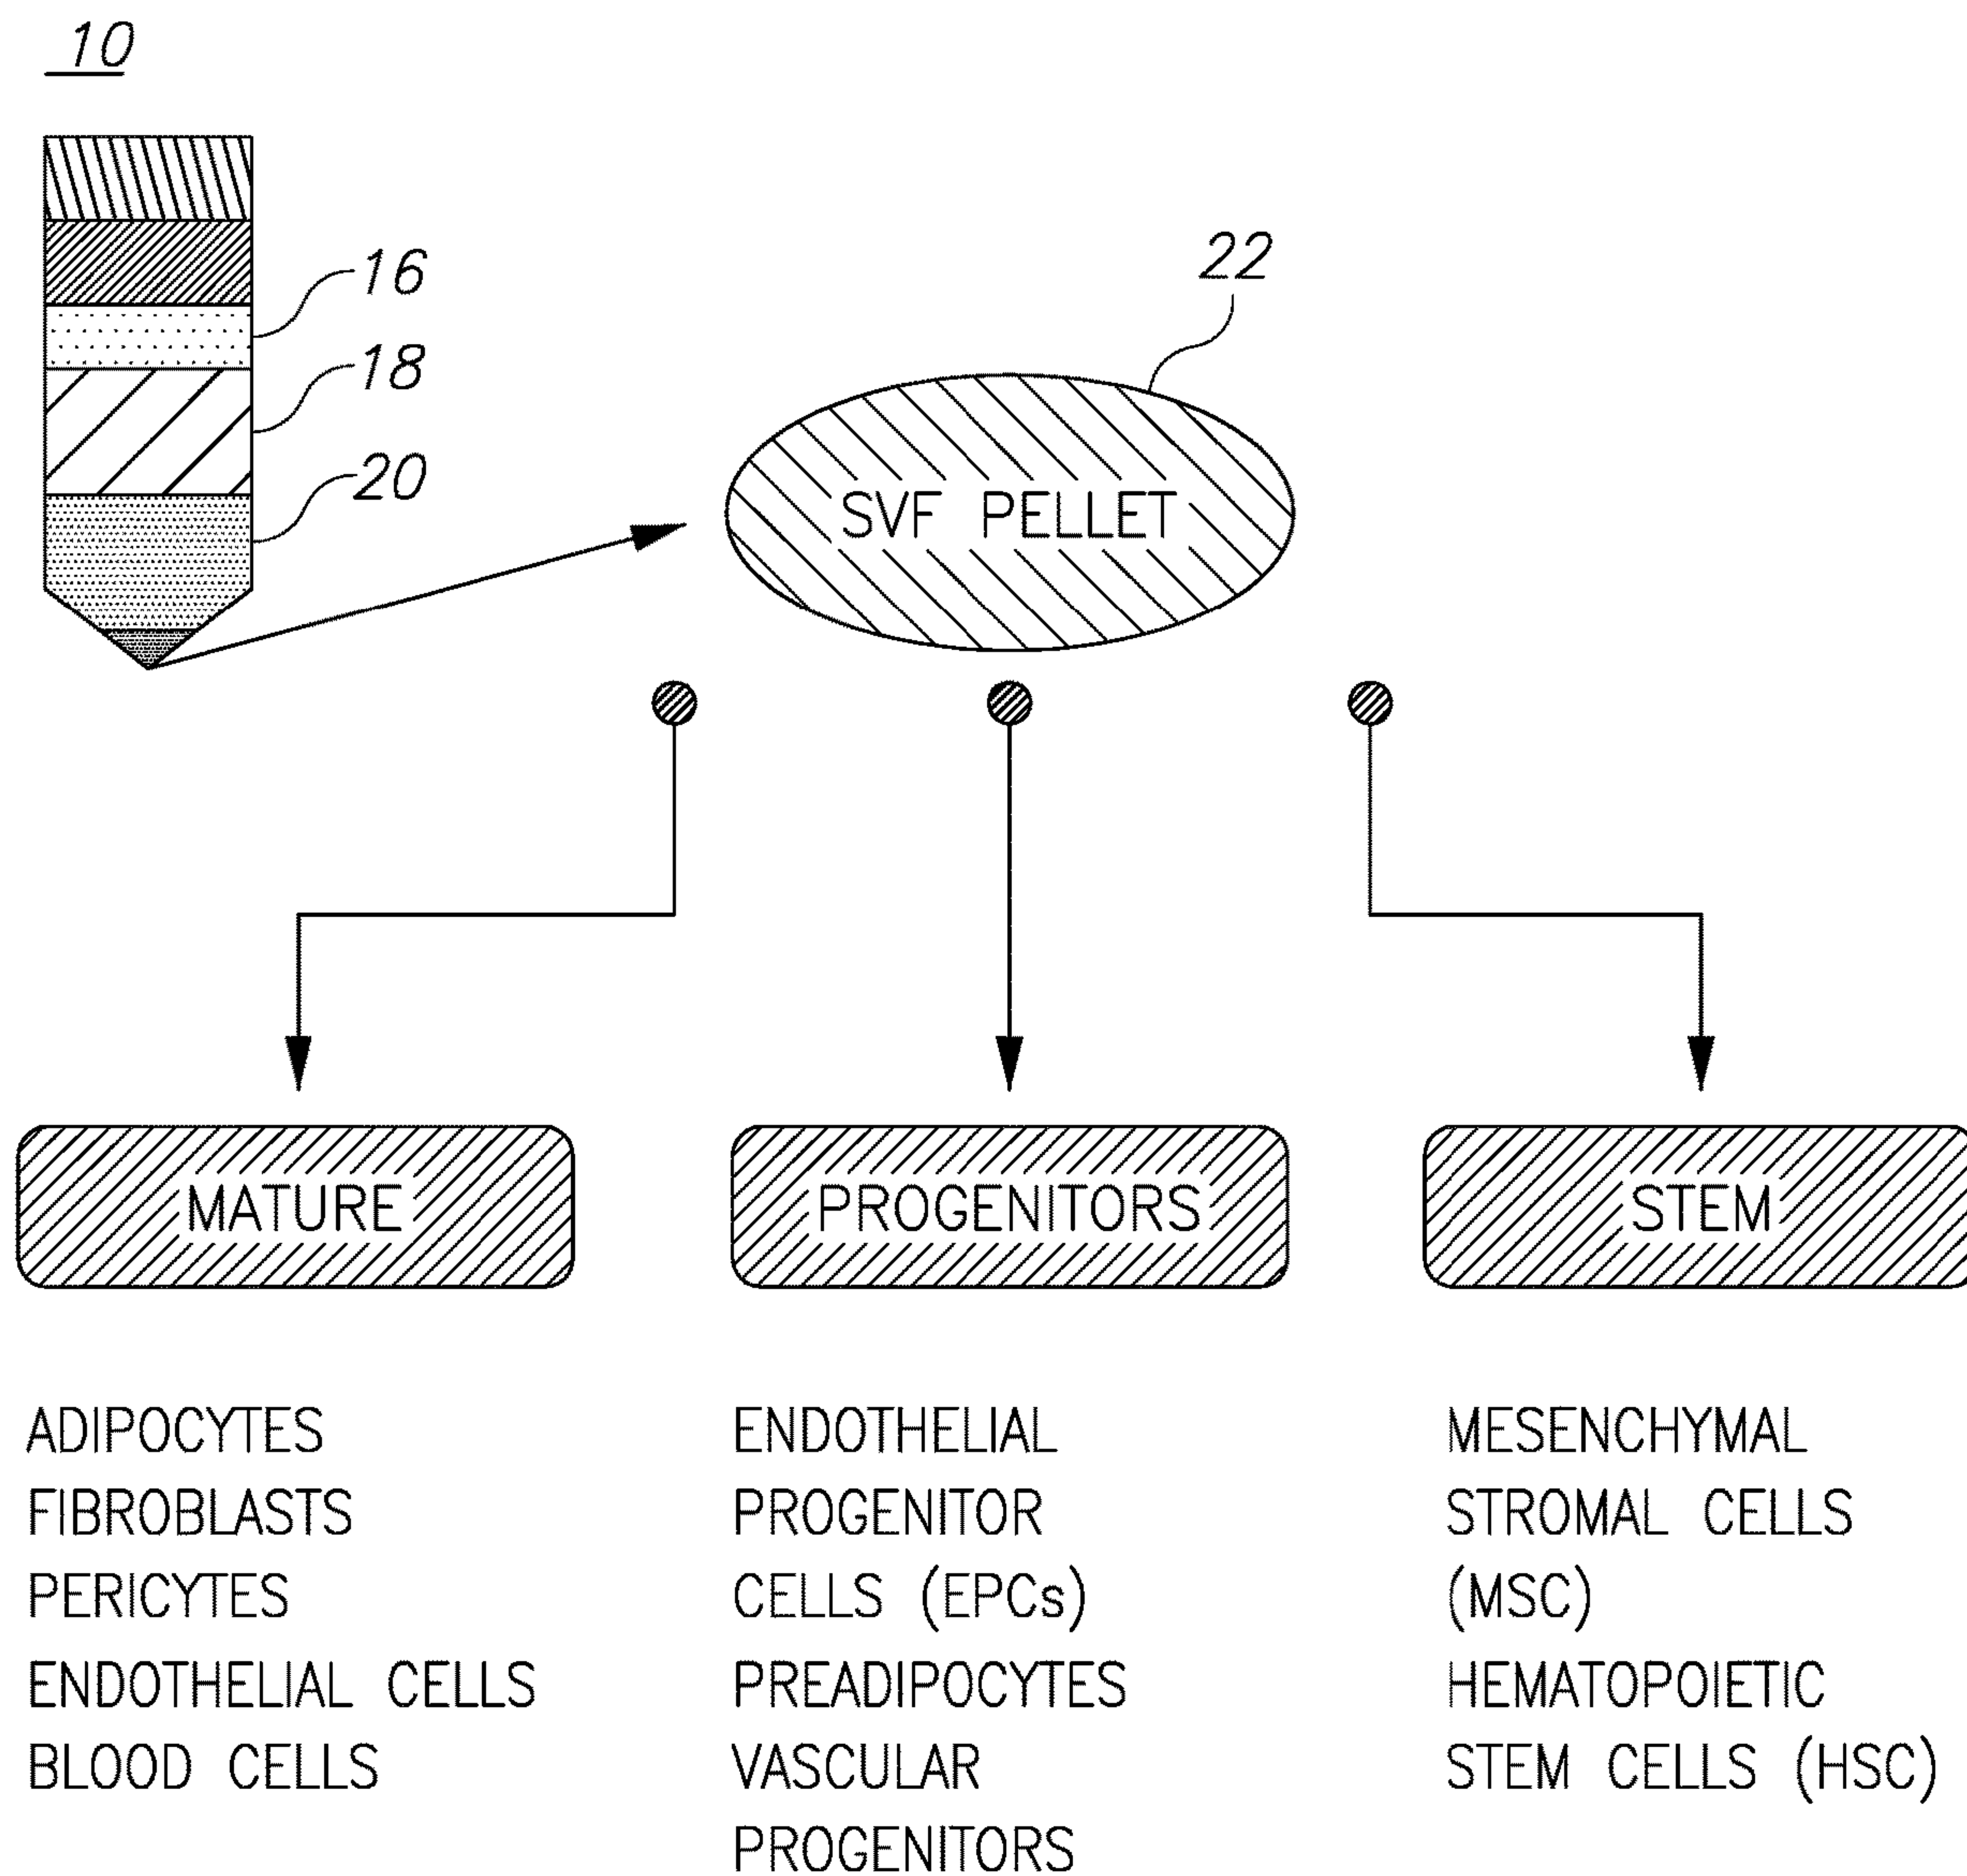 10
16
18
20
22
SVF PELLET
MATURE
PROGENITORS
STEM
ADIPOCYTES
FIBROBLASTS
PERICYTES
ENDOTHELIAL CELLS
BLOOD CELLS
ENDOTHELIAL
PROGENITOR
CELLS (EPCs)
PREADIPOCYTES
VASCULAR
PROGENITORS
MESENCHYMAL
STROMAL CELLS
(MSC)
HEMATOPOIETIC
STEM CELLS (HSC)